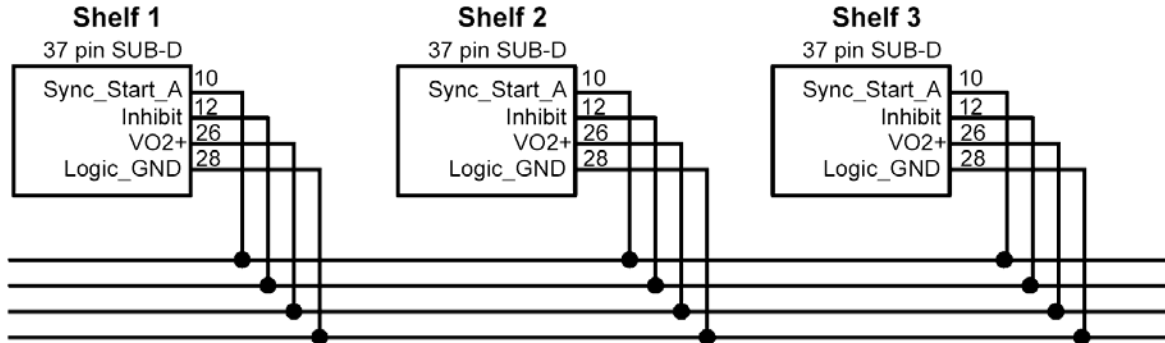 Shelf 1
37 pin SUB-D
Sync_Start_A 10
Inhibit 12
VO2+ 26
Logic_GND 28
Shelf 2
37 pin SUB-D
Sync_Start_A 10
Inhibit 12
VO2+ 26
Logic_GND 28
Shelf 3
37 pin SUB-D
Sync_Start_A 10
Inhibit 12
VO2+ 26
Logic_GND 28